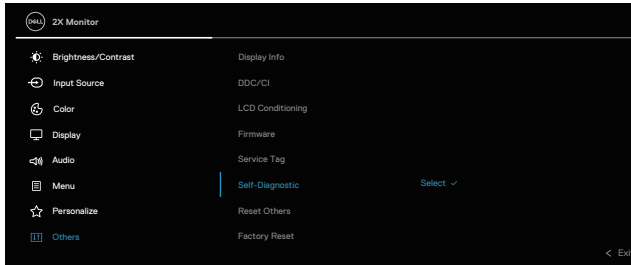 DELL 2X Monitor
Brightness/Contrast Display Info
Input Source DDC/CI
Color LCD Conditioning
Display Firmware
Audio Service Tag
Menu Self-Diagnostic Select
Personalize Reset Others
Others Factory Reset
< Exi